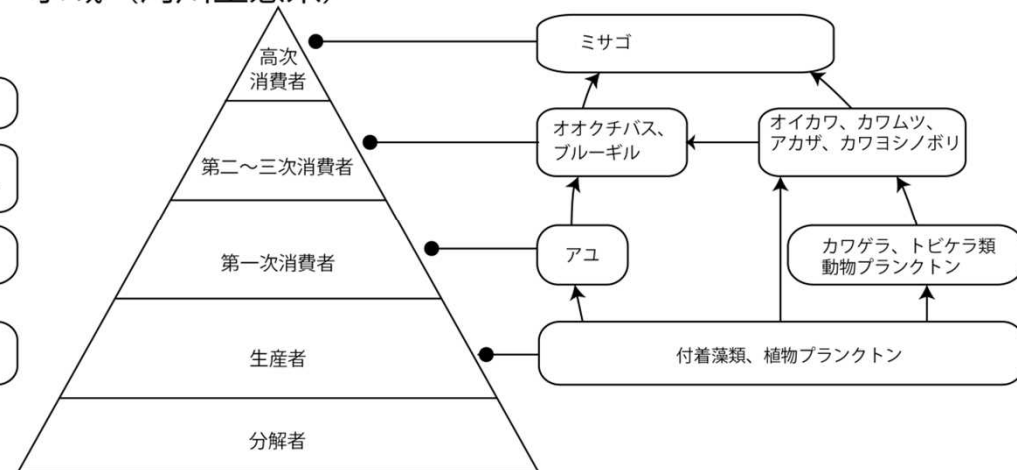 高次
消費者
第二～三次消費者
第一次消費者
生産者
分解者
ミサゴ
オオクチバス、
ブルーギル
オイカワ、カワムツ、
アカザ、カワヨシノボリ
アユ
カワゲラ、トビケラ類
動物プランクトン
付着藻類、植物プランクトン